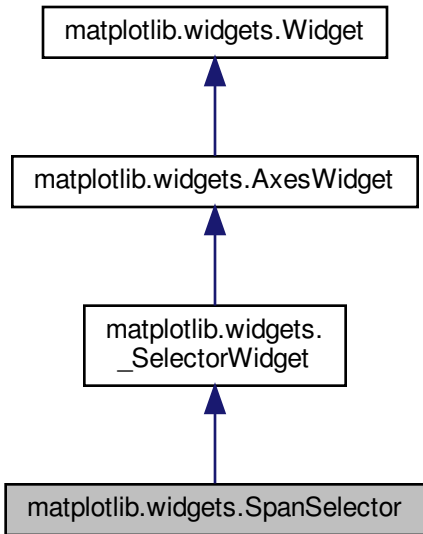 matplotlib.widgets.Widget
matplotlib.widgets.AxesWidget
matplotlib.widgets.
_SelectorWidget
matplotlib.widgets.SpanSelector